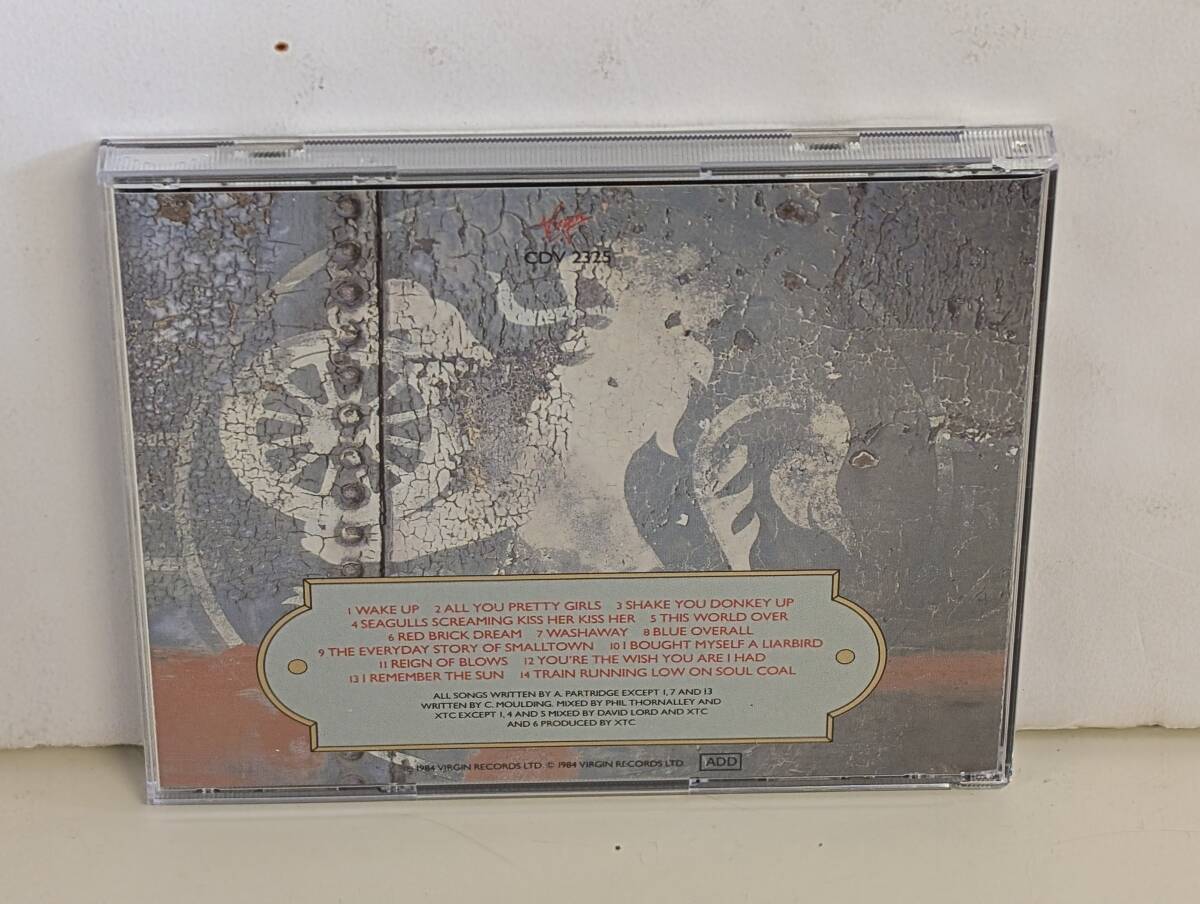 Virgin
CDV 2325
1 WAKE UP 2 ALL YOU PRETTY GIRLS 3 SHAKE YOU DONKEY UP
4 SEAGULLS SCREAMING KISS HER KISS HER 5 THIS WORLD OVER
6 RED BRICK DREAM 7 WASHAWAY 8 BLUE OVERALL
9 THE EVERYDAY STORY OF SMALLTOWN 10 I BOUGHT MYSELF A LIARBIRD
11 REIGN OF BLOWS 12 YOU'RE THE WISH YOU ARE I HAD
13 I REMEMBER THE SUN 14 TRAIN RUNNING LOW ON SOUL COAL
ALL SONGS WRITTEN BY A. PARTRIDGE EXCEPT 1, 7 AND 13
WRITTEN BY C. MOULDING. MIXED BY PHIL THORNALLEY AND
XTC EXCEPT 1, 4 AND 5 MIXED BY DAVID LORD AND XTC
AND 6 PRODUCED BY XTC
℗ 1984 VIRGIN RECORDS LTD. © 1984 VIRGIN RECORDS LTD. ADD